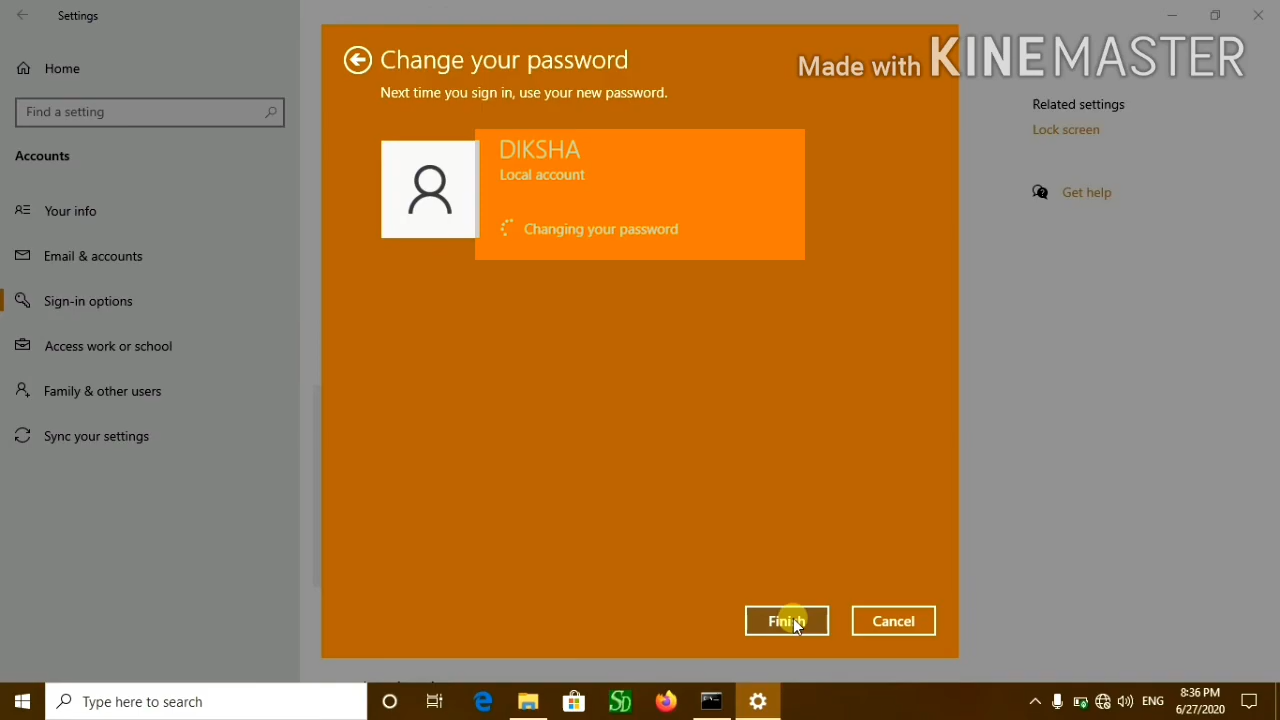 Settings
Home
Find a setting
Accounts
Your info
Email & accounts
Sign-in options
Access work or school
Family & other users
Sync your settings
Change your password
Next time you sign in, use your new password.
DIKSHA
Local account
Changing your password
Finish
Cancel
Made with KINEMASTER
Related settings
Lock screen
Get help
Type here to search
SD
ENG
8:36 PM
6/27/2020